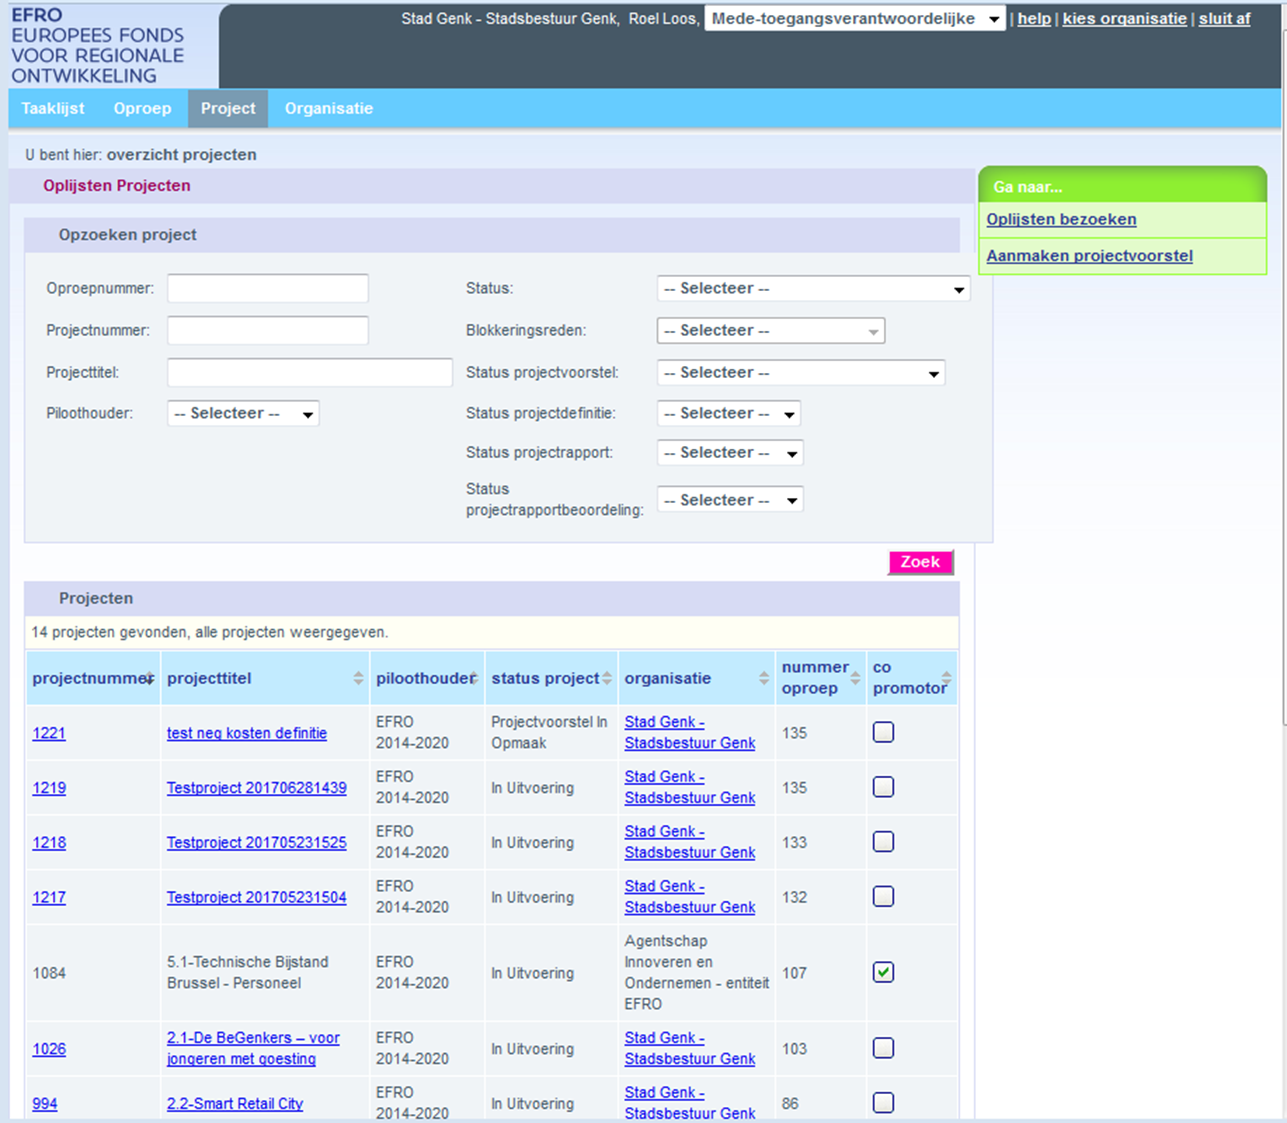 EFRO
EUROPEES FONDS
VOOR REGIONALE
ONTWIKKELING
Stad Genk - Stadsbestuur Genk, Roel Loos, Mede-toegangsverantwoordelijke | help | kies organisatie | sluit af
Taaklijst Oproep Project Organisatie
U bent hier: overzicht projecten
Oplijsten Projecten
Ga naar...
Oplijsten bezoeken
Aanmaken projectvoorstel
Opzoeken project
Oproepnummer: Status: -- Selecteer --
Projectnummer: Blokkeringsreden: -- Selecteer --
Projecttitel: Status projectvoorstel: -- Selecteer --
Piloothouder: -- Selecteer -- Status projectdefinitie: -- Selecteer --
Status projectrapport: -- Selecteer --
Status
projectrapportbeoordeling: -- Selecteer --
Zoek
Projecten
14 projecten gevonden, alle projecten weergegeven.
projectnummer projecttitel piloothouder status project organisatie nummer oproep co promotor
1221 test neg kosten definitie EFRO 2014-2020 Projectvoorstel In Opmaak Stad Genk - Stadsbestuur Genk 135
1219 Testproject 201706281439 EFRO 2014-2020 In Uitvoering Stad Genk - Stadsbestuur Genk 135
1218 Testproject 201705231525 EFRO 2014-2020 In Uitvoering Stad Genk - Stadsbestuur Genk 133
1217 Testproject 201705231504 EFRO 2014-2020 In Uitvoering Stad Genk - Stadsbestuur Genk 132
1084 5.1-Technische Bijstand Brussel - Personeel EFRO 2014-2020 In Uitvoering Agentschap Innoveren en Ondernemen - entiteit EFRO 107
1026 2.1-De BeGenkers – voor jongeren met goesting EFRO 2014-2020 In Uitvoering Stad Genk - Stadsbestuur Genk 103
994 2.2-Smart Retail City EFRO 2014-2020 In Uitvoering Stad Genk - Stadsbestuur Genk 86